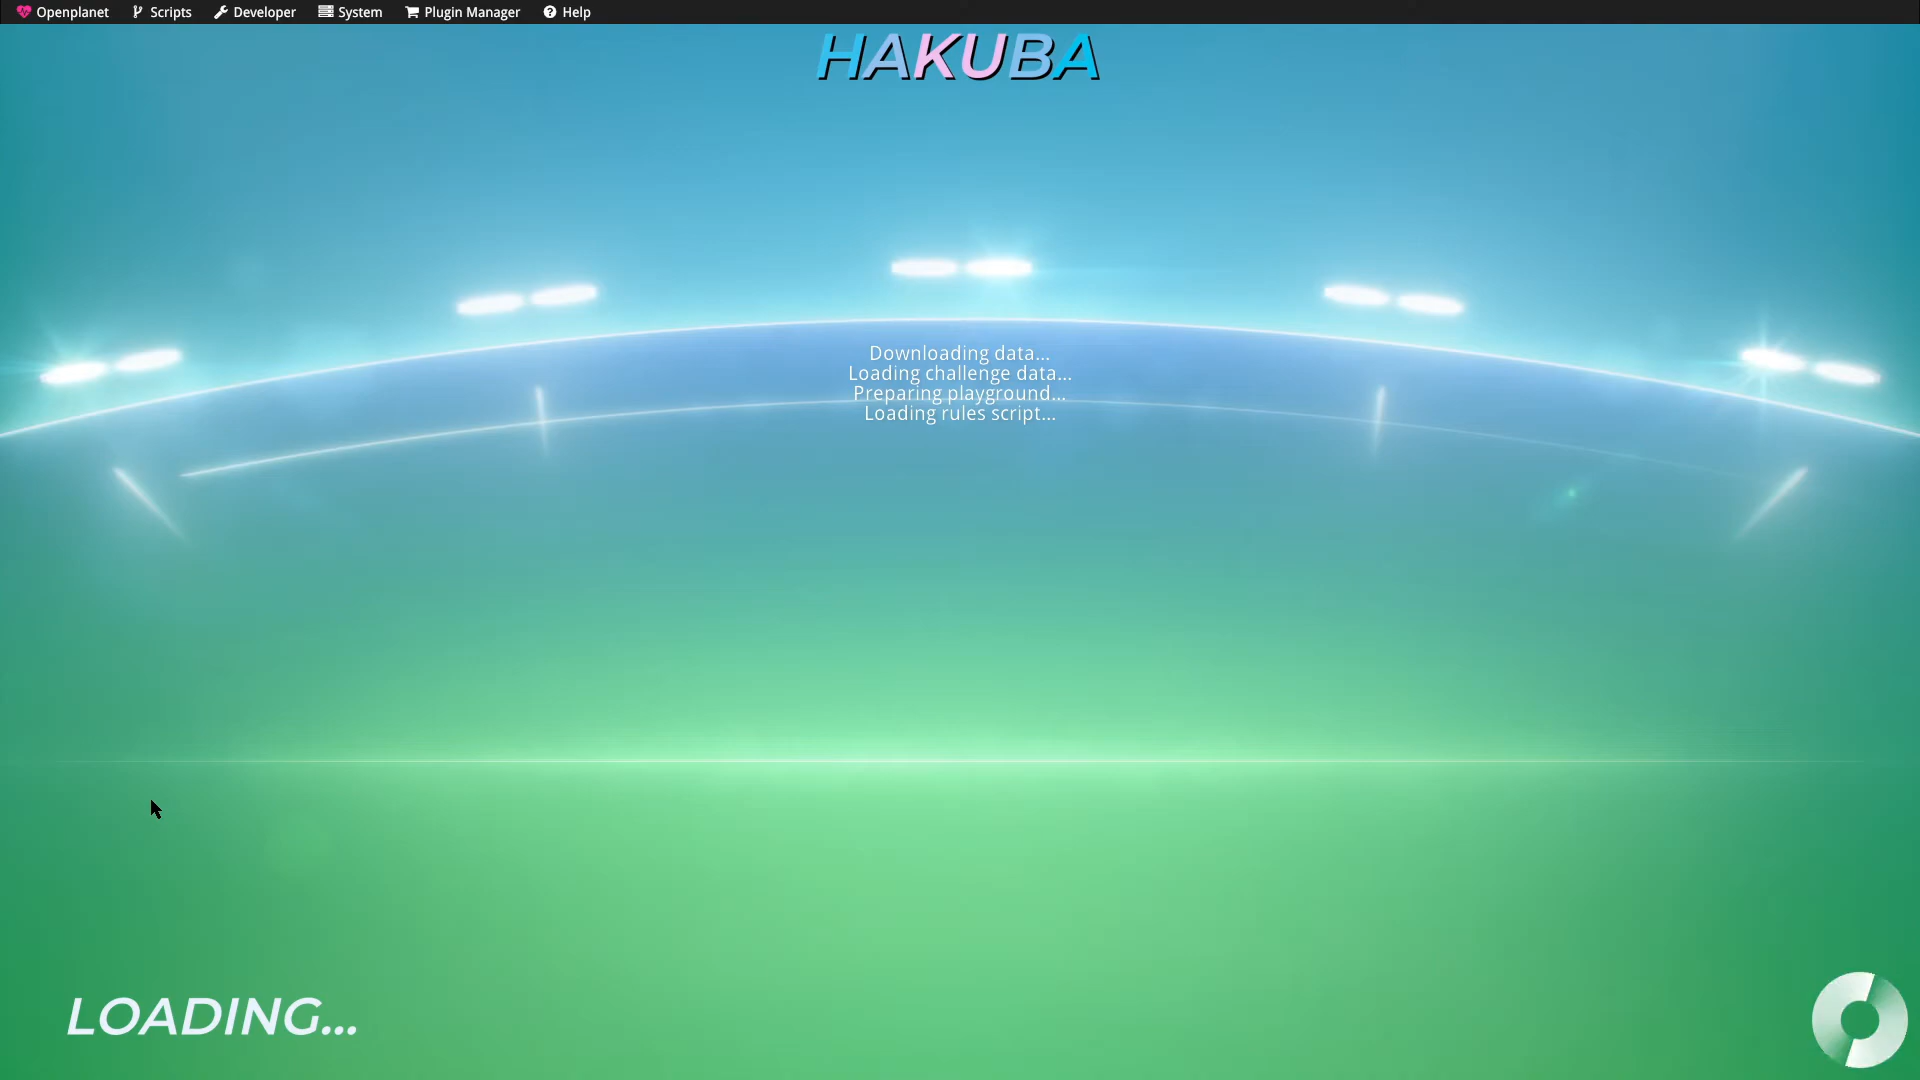 Openplanet Scripts Developer System Plugin Manager Help
HAKUBA
Downloading data...
Loading challenge data...
Preparing playground...
Loading rules script...
LOADING...